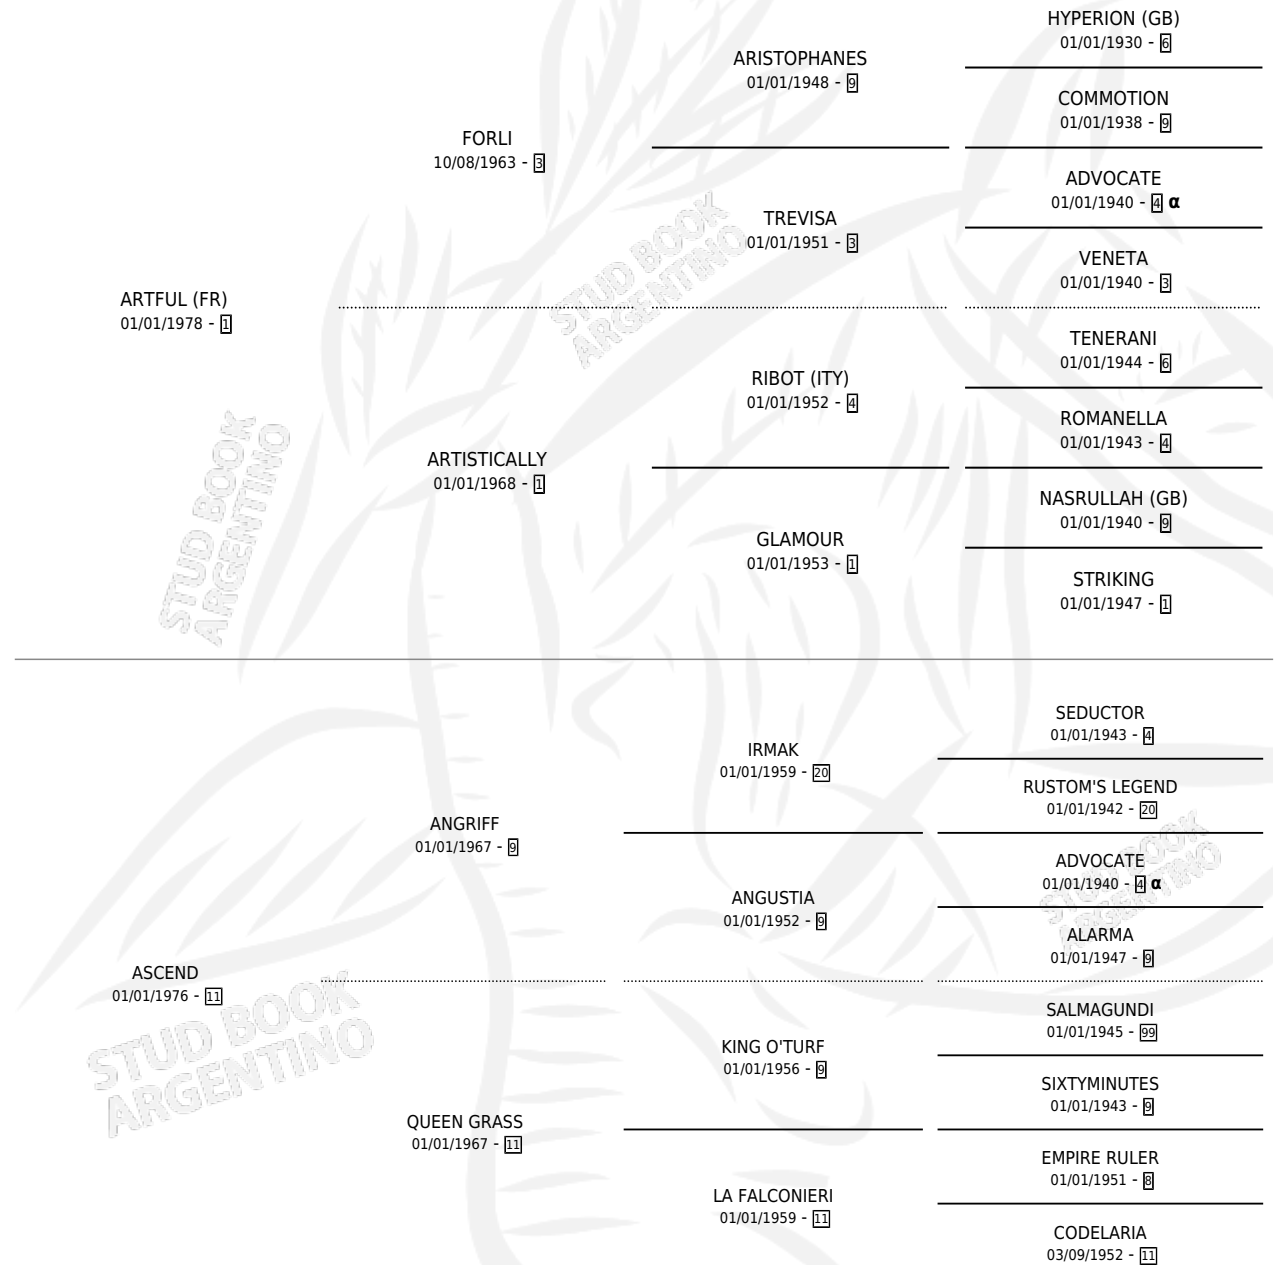 HYPERION (GB)
01/01/1930 - 6
ARISTOPHANES
01/01/1948 - 9
COMMOTION
01/01/1938 - 9
FORLI
10/08/1963 - 3
ADVOCATE
01/01/1940 - 4 α
TREVISA
01/01/1951 - 3
VENETA
01/01/1940 - 3
ARTFUL (FR)
01/01/1978 - 1
TENERANI
01/01/1944 - 6
RIBOT (ITY)
01/01/1952 - 4
ROMANELLA
01/01/1943 - 4
ARTISTICALLY
01/01/1968 - 1
NASRULLAH (GB)
01/01/1940 - 9
GLAMOUR
01/01/1953 - 1
STRIKING
01/01/1947 - 1
SEDUCTOR
01/01/1943 - 4
IRMAK
01/01/1959 - 20
RUSTOM'S LEGEND
01/01/1942 - 20
ANGRIFF
01/01/1967 - 9
ADVOCATE
01/01/1940 - 4 α
ANGUSTIA
01/01/1952 - 9
ALARMA
01/01/1947 - 9
ASCEND
01/01/1976 - 11
SALMAGUNDI
01/01/1945 - 99
KING O'TURF
01/01/1956 - 9
SIXTYMINUTES
01/01/1943 - 9
QUEEN GRASS
01/01/1967 - 11
EMPIRE RULER
01/01/1951 - 8
LA FALCONIERI
01/01/1959 - 11
CODELARIA
03/09/1952 - 11
STUD BOOK
ARGENTINO
STUD BOOK
ARGENTINO
STUD BOOK
ARGENTINO
STUD BOOK
ARGENTINO